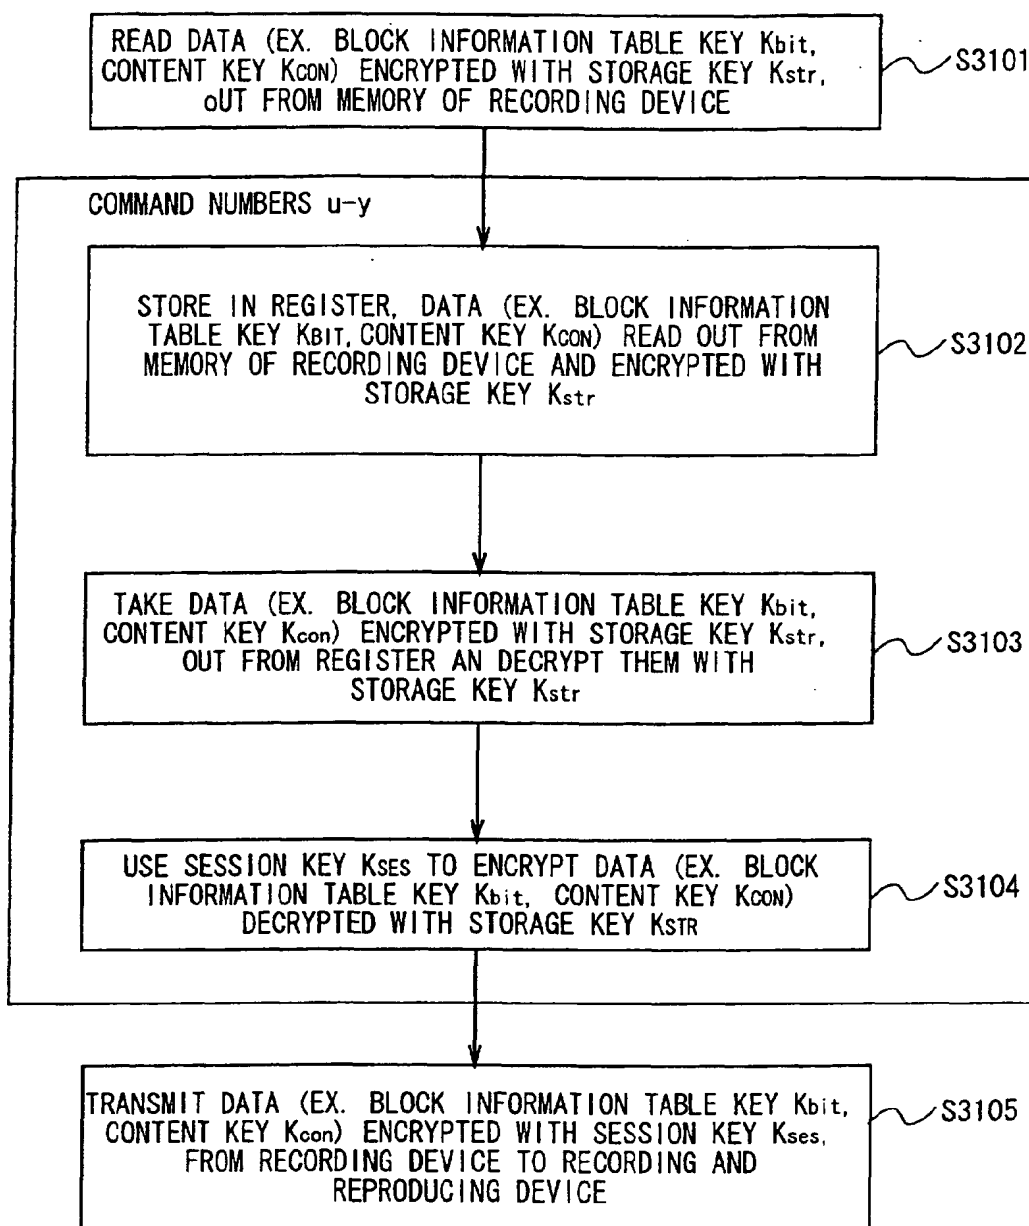 READ DATA (EX. BLOCK INFORMATION TABLE KEY Kbit,
CONTENT KEY KCON) ENCRYPTED WITH STORAGE KEY Kstr,
oUT FROM MEMORY OF RECORDING DEVICE
S3101
COMMAND NUMBERS u-y
STORE IN REGISTER, DATA (EX. BLOCK INFORMATION
TABLE KEY KBIT, CONTENT KEY KCON) READ OUT FROM
MEMORY OF RECORDING DEVICE AND ENCRYPTED WITH
STORAGE KEY Kstr
S3102
TAKE DATA (EX. BLOCK INFORMATION TABLE KEY Kbit,
CONTENT KEY Kcon) ENCRYPTED WITH STORAGE KEY Kstr,
OUT FROM REGISTER AN DECRYPT THEM WITH
STORAGE KEY Kstr
S3103
USE SESSION KEY KSES TO ENCRYPT DATA (EX. BLOCK
INFORMATION TABLE KEY Kbit, CONTENT KEY KCON)
DECRYPTED WITH STORAGE KEY KSTR
S3104
TRANSMIT DATA (EX. BLOCK INFORMATION TABLE KEY Kbit,
CONTENT KEY Kcon) ENCRYPTED WITH SESSION KEY Kses,
FROM RECORDING DEVICE TO RECORDING AND
REPRODUCING DEVICE
S3105